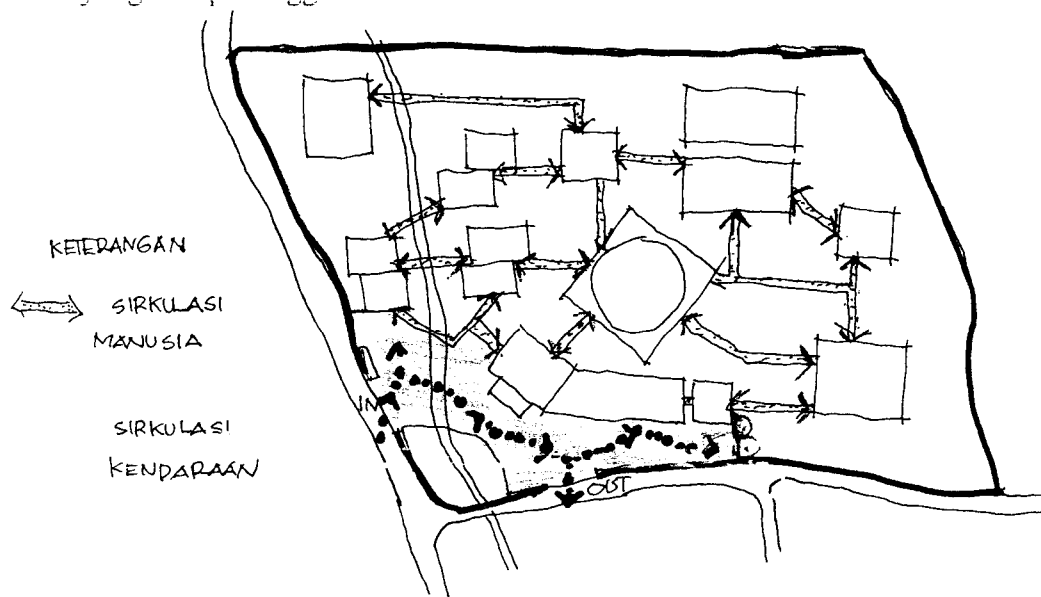 KETERANGAN
SIRKULASI
MANUSIA
IN
SIRKULASI
KENDARAAN
OUT